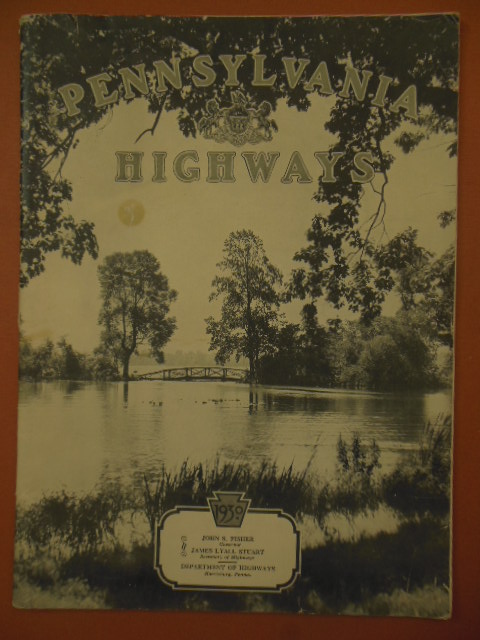 PENNSYLVANIA
HIGHWAYS
1930
JOHN S. FISHER
Governor
JAMES LYALL STUART
Secretary of Highways
DEPARTMENT OF HIGHWAYS
Harrisburg, Penna.